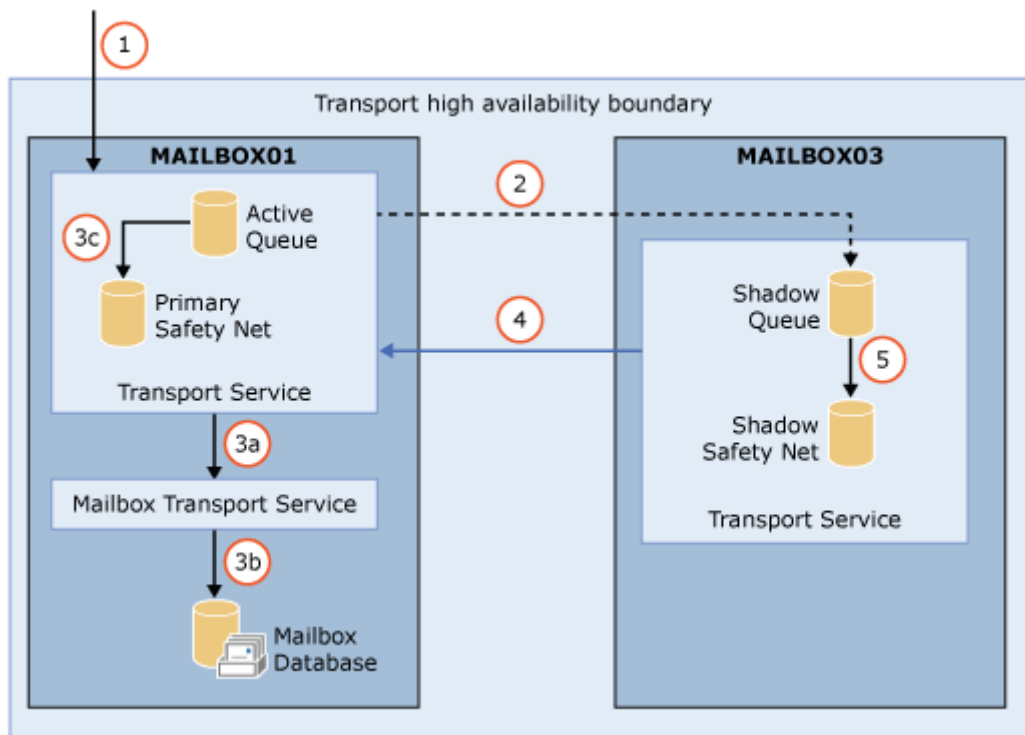 1
Transport high availability boundary
MAILBOX01
Active
Queue
3c
Primary
Safety Net
Transport Service
3a
Mailbox Transport Service
3b
Mailbox
Database
2
4
MAILBOX03
Shadow
Queue
5
Shadow
Safety Net
Transport Service